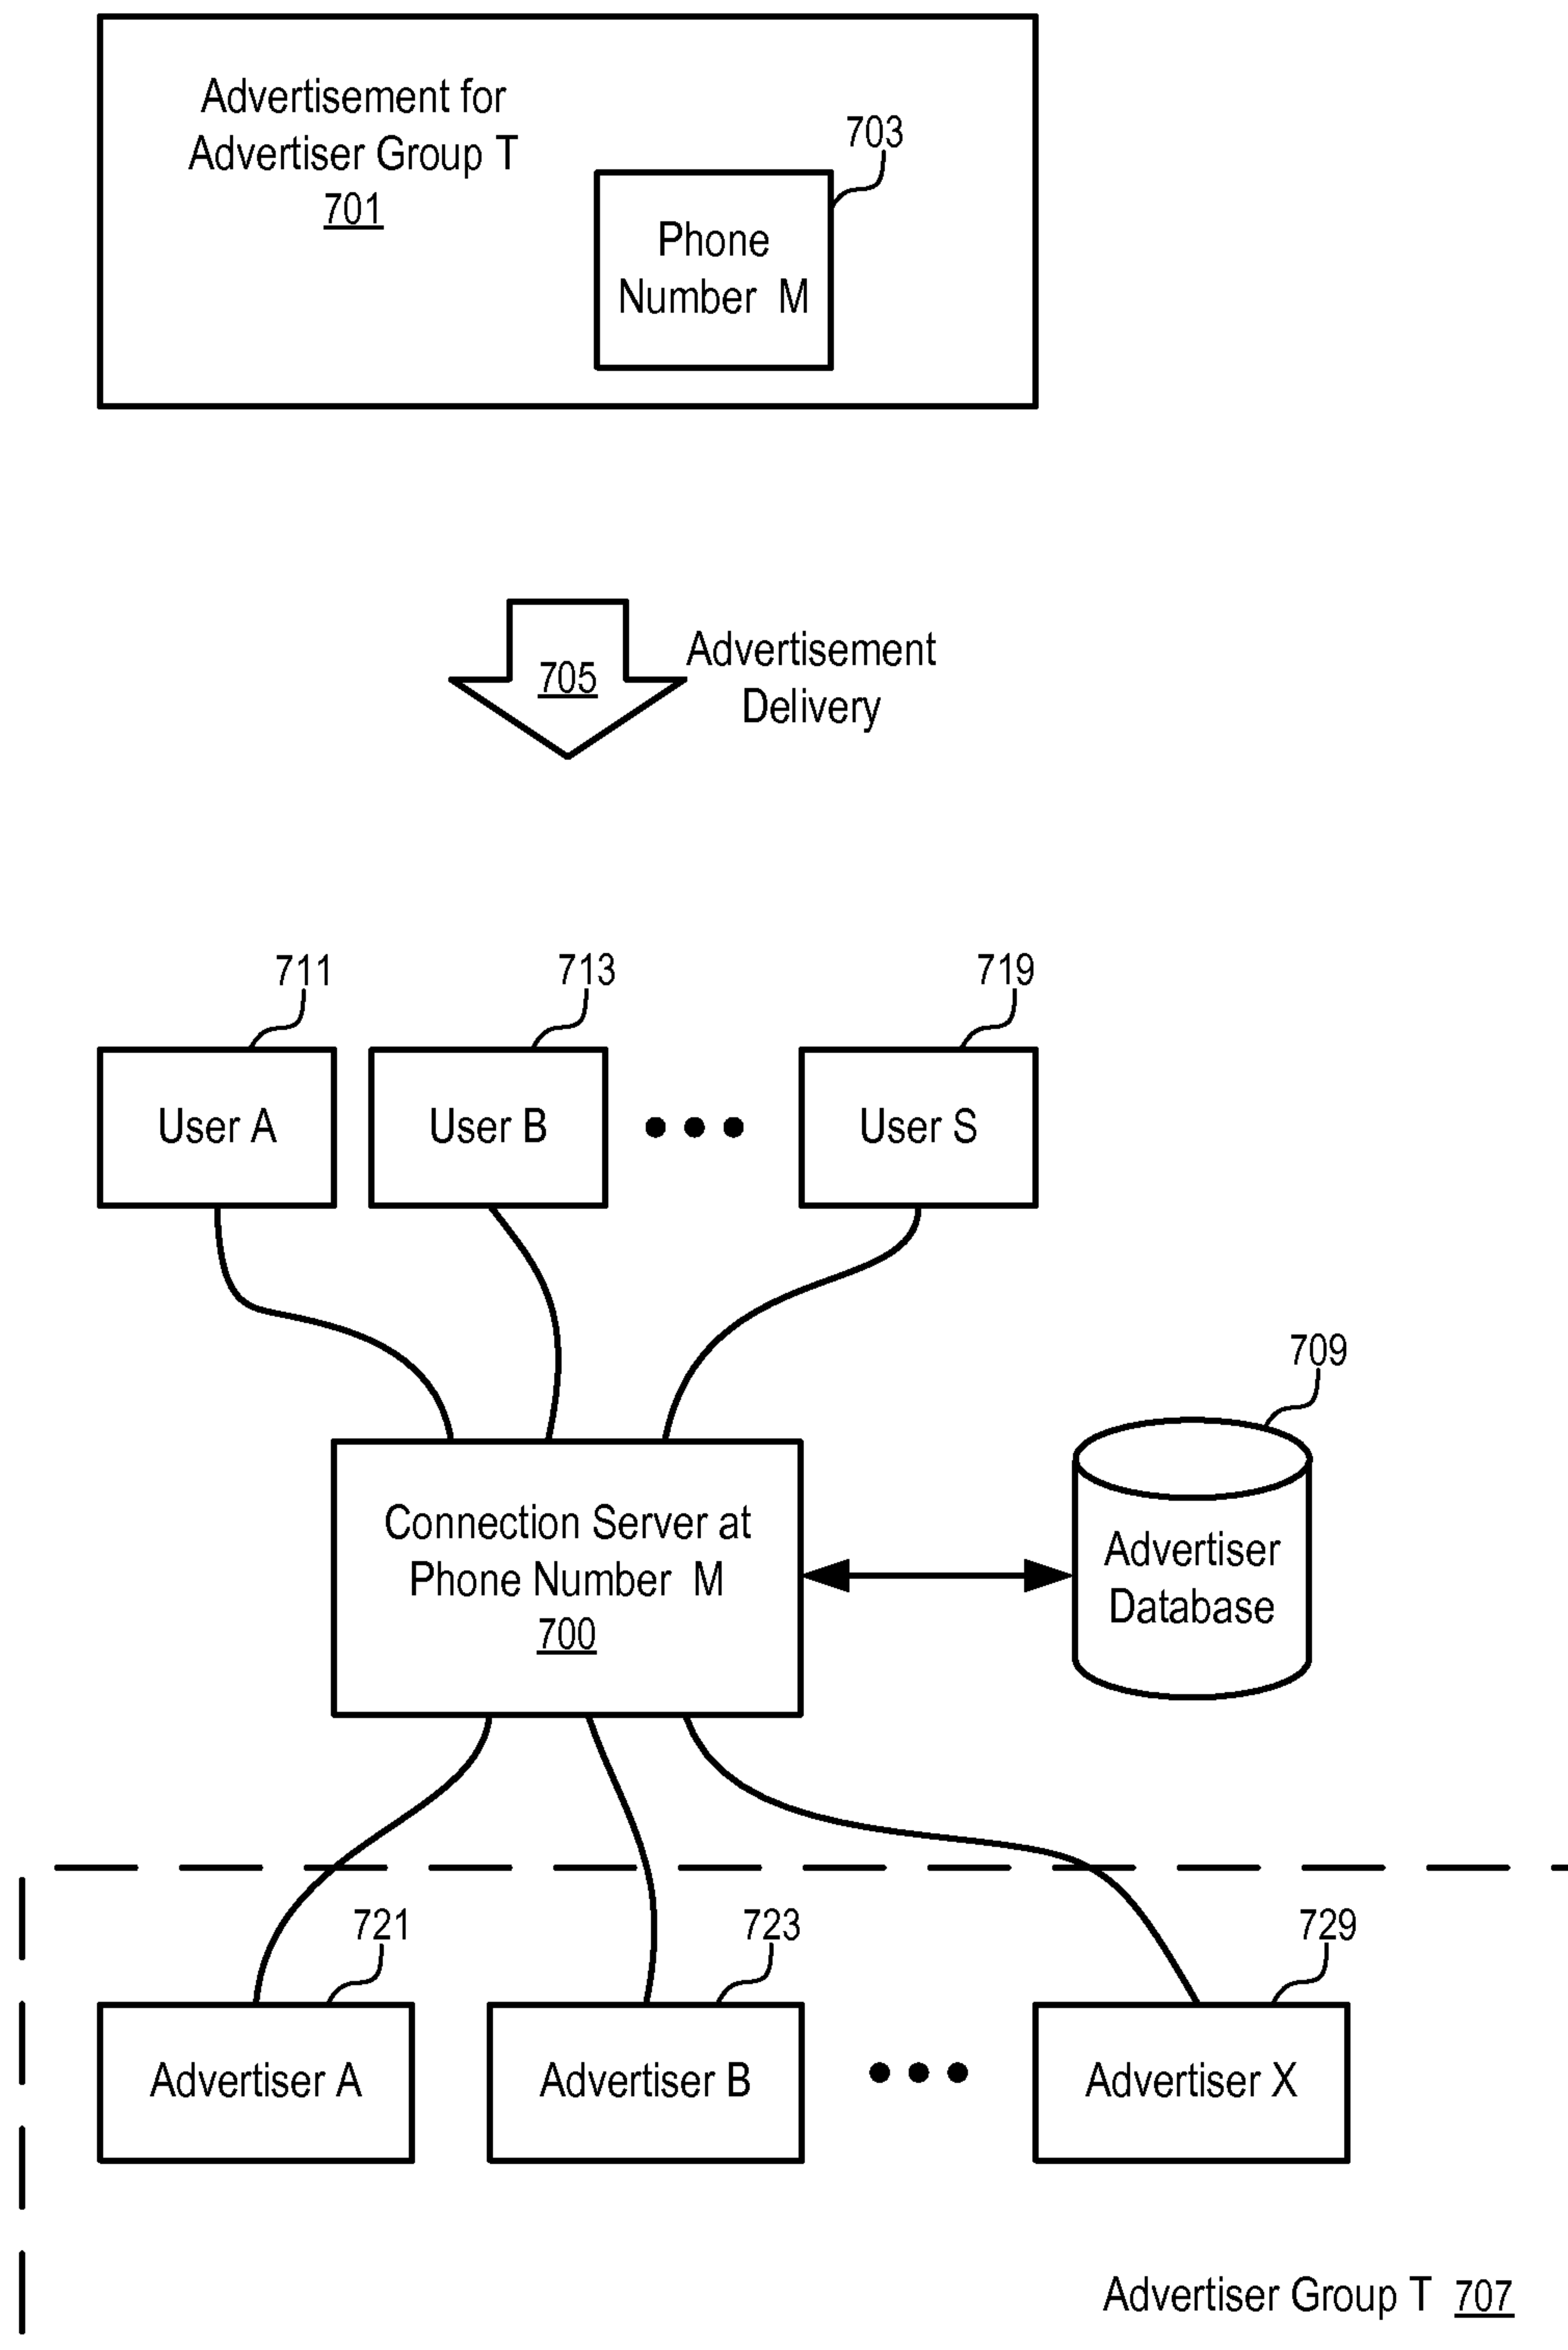 Advertisement for
Advertiser Group T
701
703
Phone
Number M
705
Advertisement
Delivery
711
713
719
User A
User B
User S
709
Connection Server at
Phone Number M
700
Advertiser
Database
721
723
729
Advertiser A
Advertiser B
Advertiser X
Advertiser Group T 707